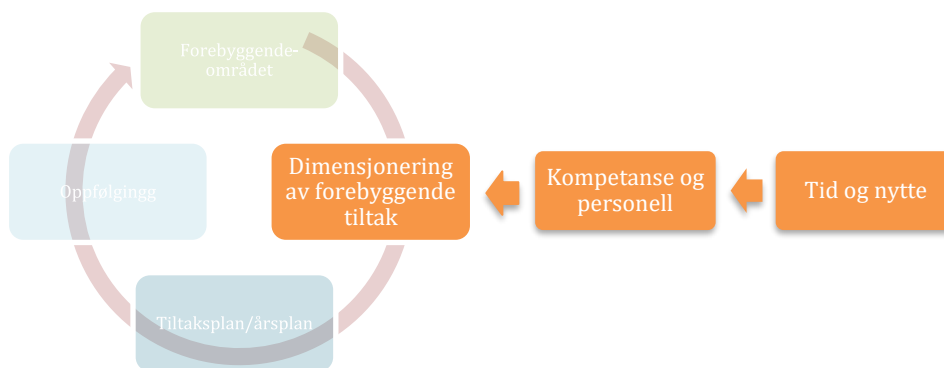 Forebyggende-
området
Oppfølgingg
Dimensjonering
av forebyggende
tiltak
Kompetanse og
personell
Tid og nytte
Tiltaksplan/årsplan